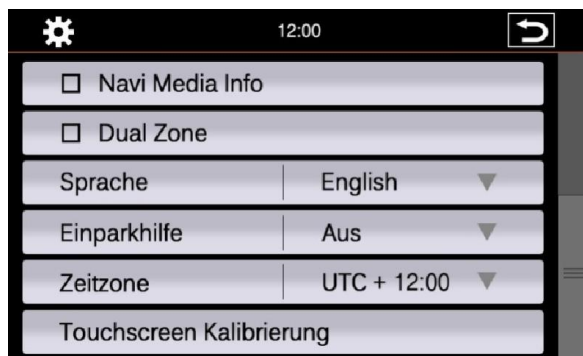 12:00
Navi Media Info
Dual Zone
Sprache English
Einparkhilfe Aus
Zeitzone UTC + 12:00
Touchscreen Kalibrierung